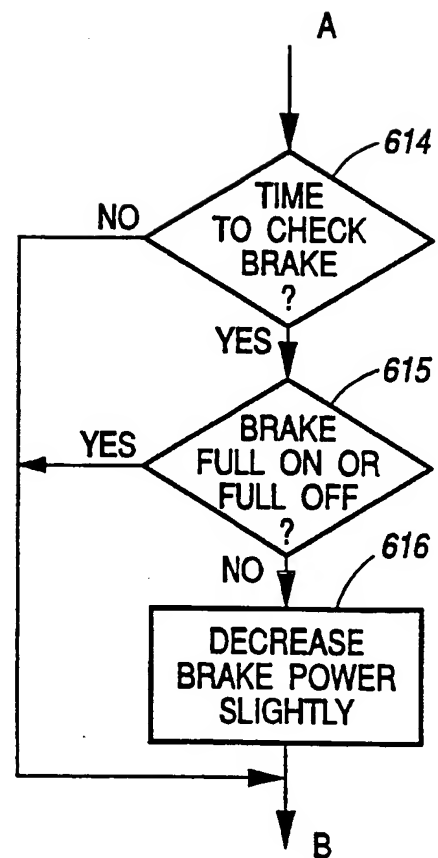 A
614
TIME
TO CHECK
BRAKE
?
NO
YES
615
BRAKE
FULL ON OR
FULL OFF
?
YES
NO
616
DECREASE
BRAKE POWER
SLIGHTLY
B